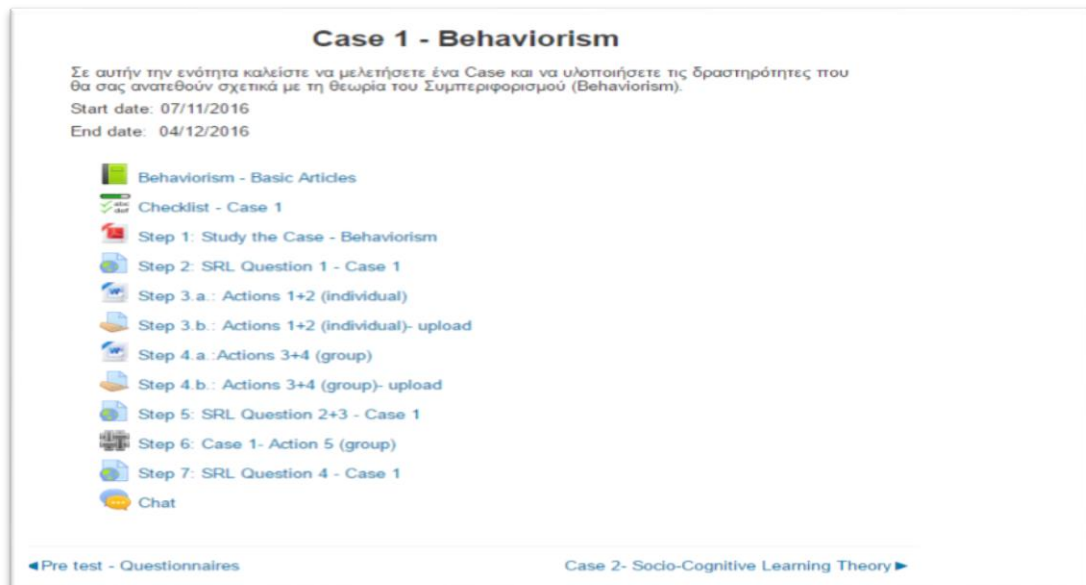 Case 1 - Behaviorism
Σε αυτήν την ενότητα καλείστε να μελετήσετε ένα Case και να υλοποιήσετε τις δραστηρότητες που
θα σας ανατεθούν σχετικά με τη θεωρία του Συμπεριφορισμού (Behaviorism).
Start date: 07/11/2016
End date: 04/12/2016
Behaviorism - Basic Articles
Checklist - Case 1
Step 1: Study the Case - Behaviorism
Step 2: SRL Question 1 - Case 1
Step 3.a.: Actions 1+2 (individual)
Step 3.b.: Actions 1+2 (individual)- upload
Step 4.a.:Actions 3+4 (group)
Step 4.b.: Actions 3+4 (group)- upload
Step 5: SRL Question 2+3 - Case 1
Step 6: Case 1- Action 5 (group)
Step 7: SRL Question 4 - Case 1
Chat
◄Pre test - Questionnaires
Case 2- Socio-Cognitive Learning Theory►